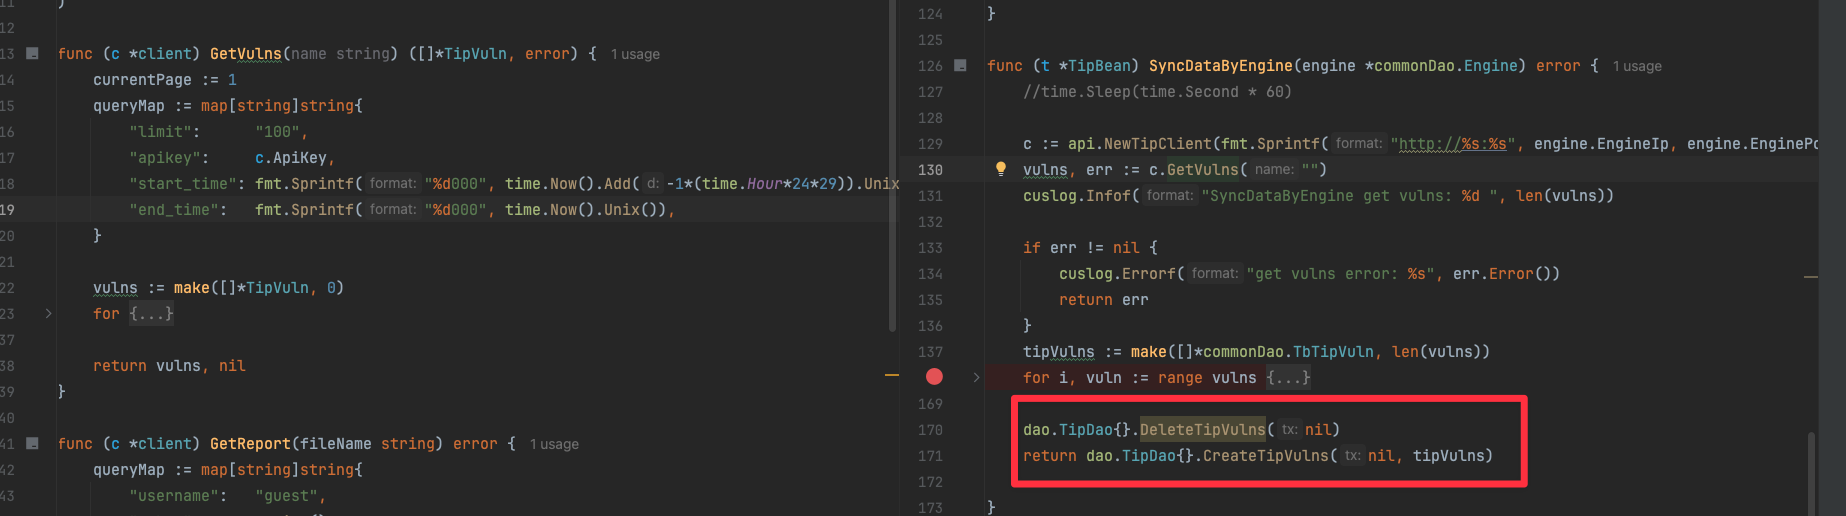 11 }
12
13 func (c *client) GetVulns(name string) ([]*TipVuln, error) { 1 usage
14 currentPage := 1
15 queryMap := map[string]string{
16 "limit": "100",
17 "apikey": c.ApiKey,
18 "start_time": fmt.Sprintf( format: "%d000", time.Now().Add( d: -1*(time.Hour*24*29)).Unix
19 "end_time": fmt.Sprintf( format: "%d000", time.Now().Unix()),
20 }
21
22 vulns := make([]*TipVuln, 0)
23 for {...}
37
38 return vulns, nil
39 }
40
41 func (c *client) GetReport(fileName string) error { 1 usage
42 queryMap := map[string]string{
43 "username": "guest",
124 }
125
126 func (t *TipBean) SyncDataByEngine(engine *commonDao.Engine) error { 1 usage
127 //time.Sleep(time.Second * 60)
128
129 c := api.NewTipClient(fmt.Sprintf( format: "http://%s:%s", engine.EngineIp, engine.EnginePo
130 vulns, err := c.GetVulns( name: "")
131 cuslog.Infof( format: "SyncDataByEngine get vulns: %d ", len(vulns))
132
133 if err != nil {
134 cuslog.Errorf( format: "get vulns error: %s", err.Error())
135 return err
136 }
137 tipVulns := make([]*commonDao.TbTipVuln, len(vulns))
for i, vuln := range vulns {...}
169
170 dao.TipDao{}.DeleteTipVulns( tx: nil)
171 return dao.TipDao{}.CreateTipVulns( tx: nil, tipVulns)
172
173 }